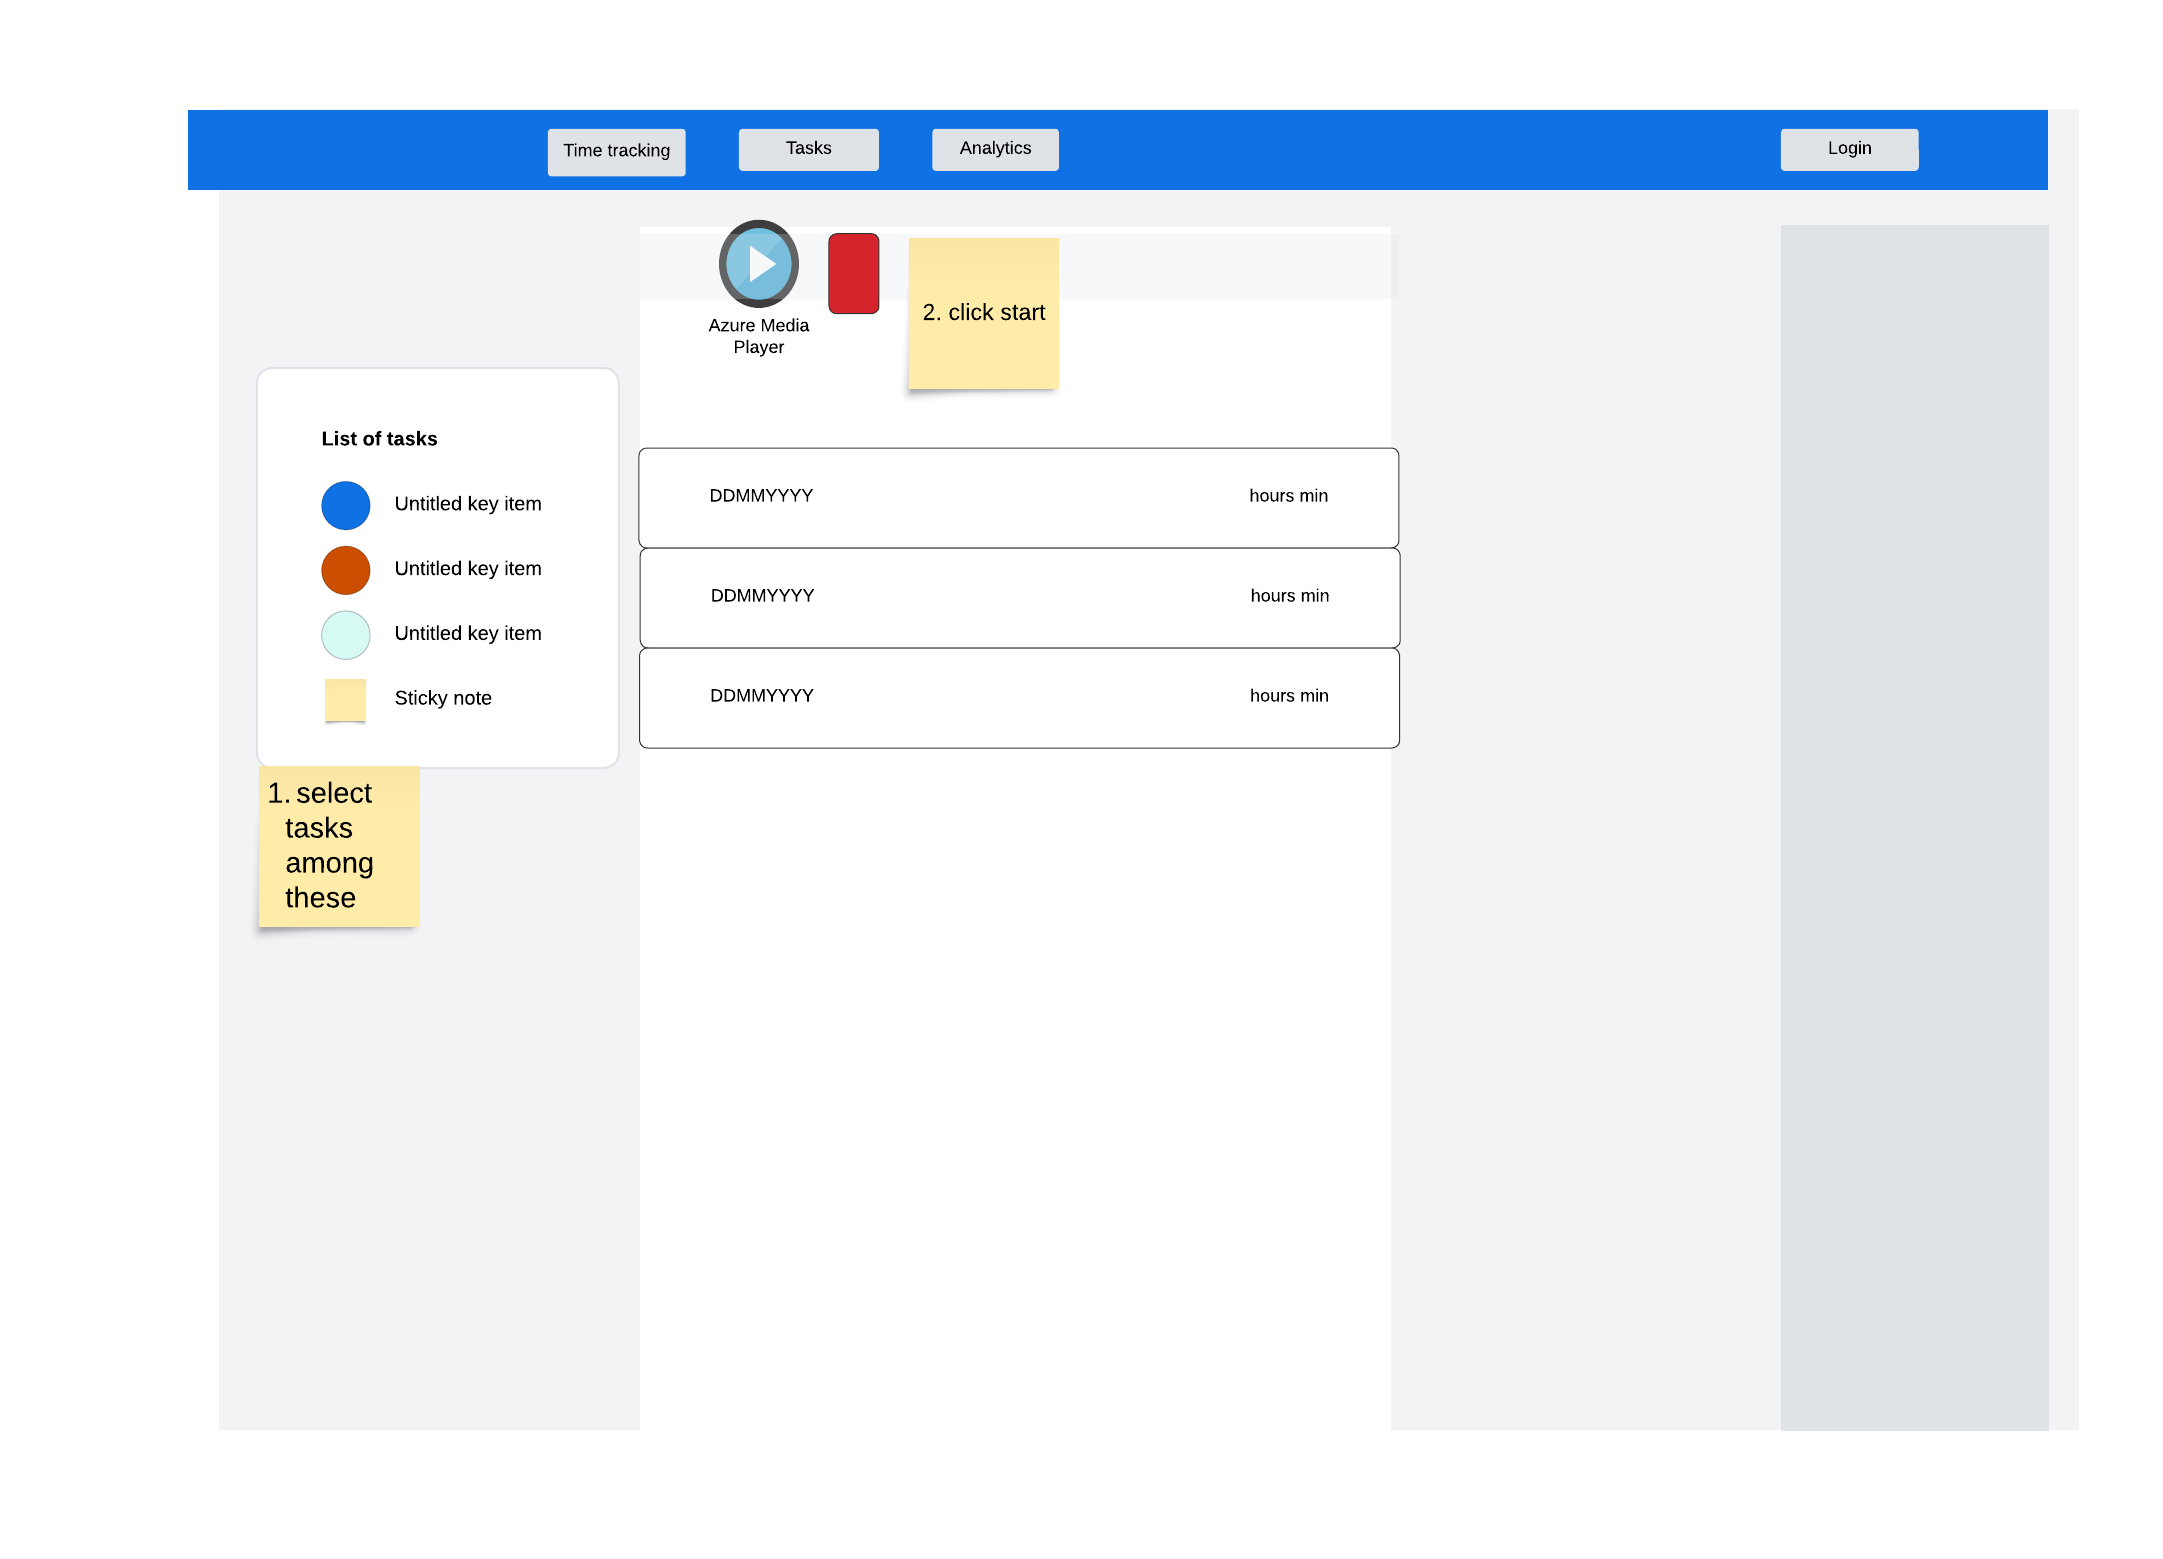 Time tracking
Tasks
Analytics
Login
Azure Media
Player
2. click start
List of tasks
Untitled key item
Untitled key item
Untitled key item
Sticky note
1. select
tasks
among
these
DDMMYYYY
hours min
DDMMYYYY
hours min
DDMMYYYY
hours min